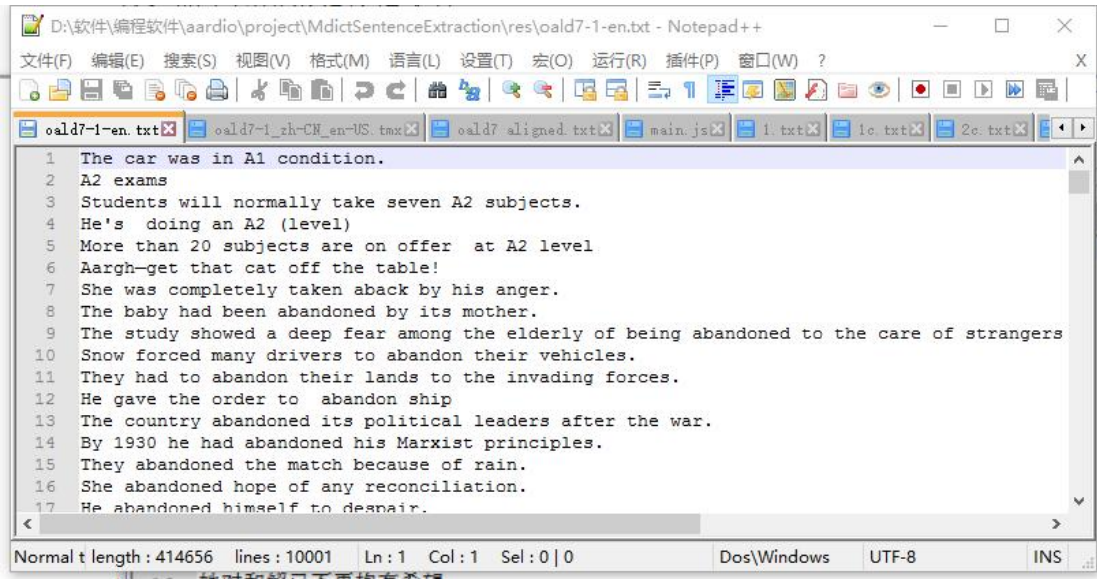 D:\软件\编程软件\aardio\project\MdictSentenceExtraction\res\oald7-1-en.txt - Notepad++
文件(F) 编辑(E) 搜索(S) 视图(V) 格式(M) 语言(L) 设置(T) 宏(O) 运行(R) 插件(P) 窗口(W) ? X
oald7-1-en.txt oald7-1_zh-CN_en-US.tmx oald7 aligned.txt main.js 1.txt 1c.txt 2c.txt
1 The car was in A1 condition.
2 A2 exams
3 Students will normally take seven A2 subjects.
4 He's  doing an A2 (level)
5 More than 20 subjects are on offer  at A2 level
6 Aargh—get that cat off the table!
7 She was completely taken aback by his anger.
8 The baby had been abandoned by its mother.
9 The study showed a deep fear among the elderly of being abandoned to the care of strangers
10 Snow forced many drivers to abandon their vehicles.
11 They had to abandon their lands to the invading forces.
12 He gave the order to  abandon ship
13 The country abandoned its political leaders after the war.
14 By 1930 he had abandoned his Marxist principles.
15 They abandoned the match because of rain.
16 She abandoned hope of any reconciliation.
17 He abandoned himself to despair.
Normal t length : 414656 lines : 10001 Ln : 1 Col : 1 Sel : 0 | 0 Dos\Windows UTF-8 INS